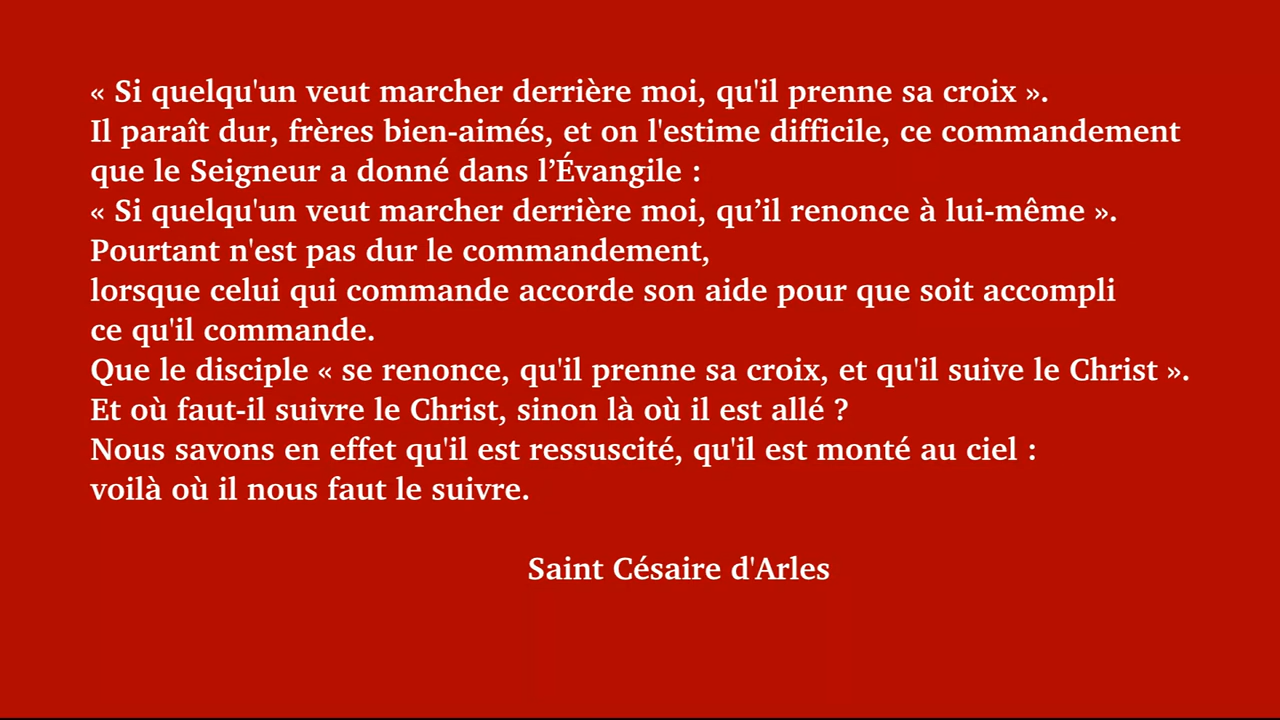 « Si quelqu'un veut marcher derrière moi, qu'il prenne sa croix ».
Il paraît dur, frères bien-aimés, et on l'estime difficile, ce commandement
que le Seigneur a donné dans l’Évangile :
« Si quelqu'un veut marcher derrière moi, qu’il renonce à lui-même ».
Pourtant n'est pas dur le commandement,
lorsque celui qui commande accorde son aide pour que soit accompli
ce qu'il commande.
Que le disciple « se renonce, qu'il prenne sa croix, et qu'il suive le Christ ».
Et où faut-il suivre le Christ, sinon là où il est allé ?
Nous savons en effet qu'il est ressuscité, qu'il est monté au ciel :
voilà où il nous faut le suivre.
Saint Césaire d'Arles